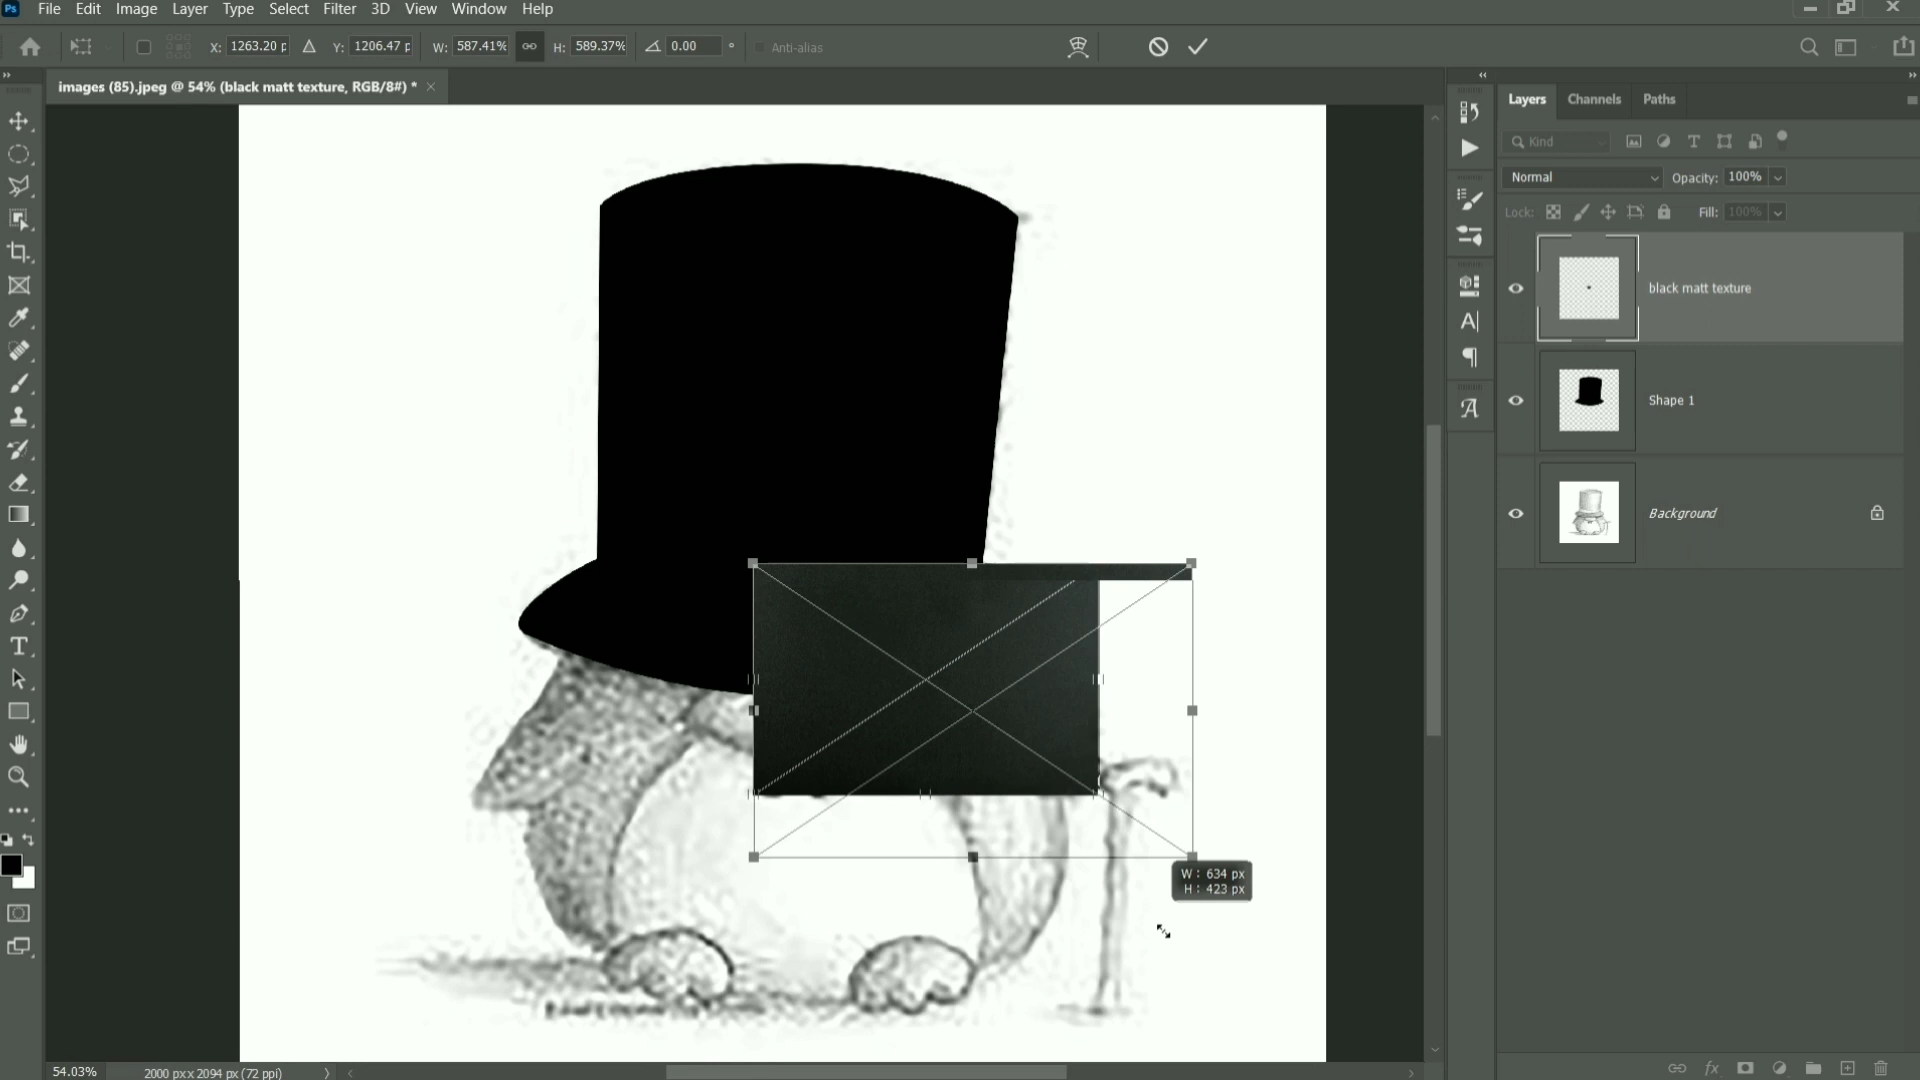 Ps File Edit Image Layer Type Select Filter 3D View Window Help
X: 1263.20 p Y: 1206.47 p W: 587.41% H: 589.37% 0.00 ° Anti-alias
images (85).jpeg @ 54% (black matt texture, RGB/8#) * ×
Layers Channels Paths
Kind
Normal Opacity: 100%
Lock: Fill: 100%
black matt texture
Shape 1
Background
W : 634 px
H : 423 px
54.03% 2000 px x 2094 px (72 ppi)